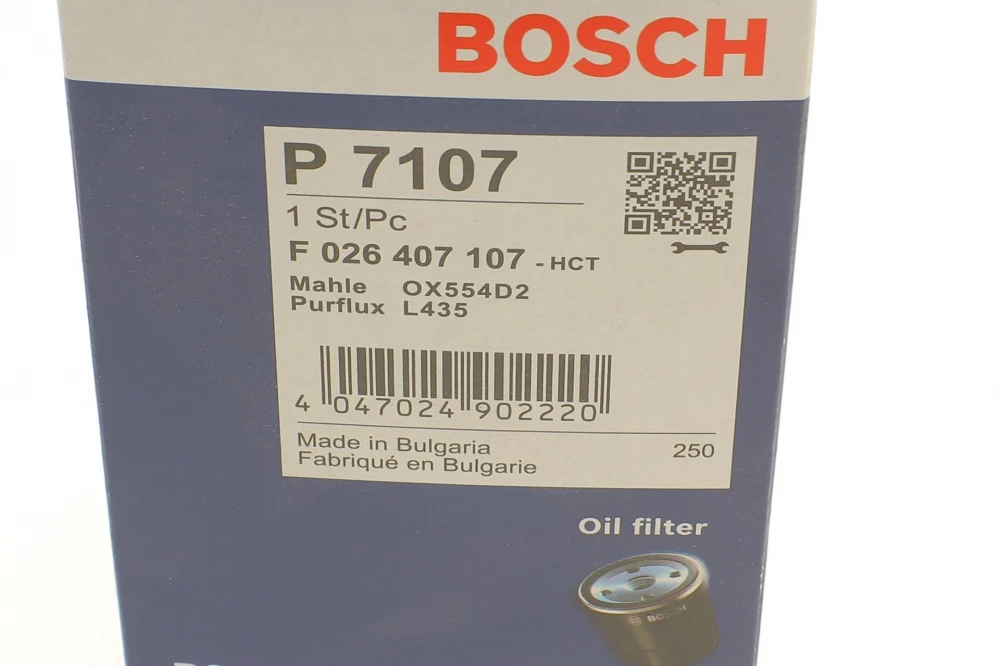 BOSCH
P 7107
1 St/Pc
F 026 407 107 - HCT
Mahle OX554D2
Purflux L435
4 047024 902220
Made in Bulgaria
Fabriqué en Bulgarie
250
Oil filter
BOSCH